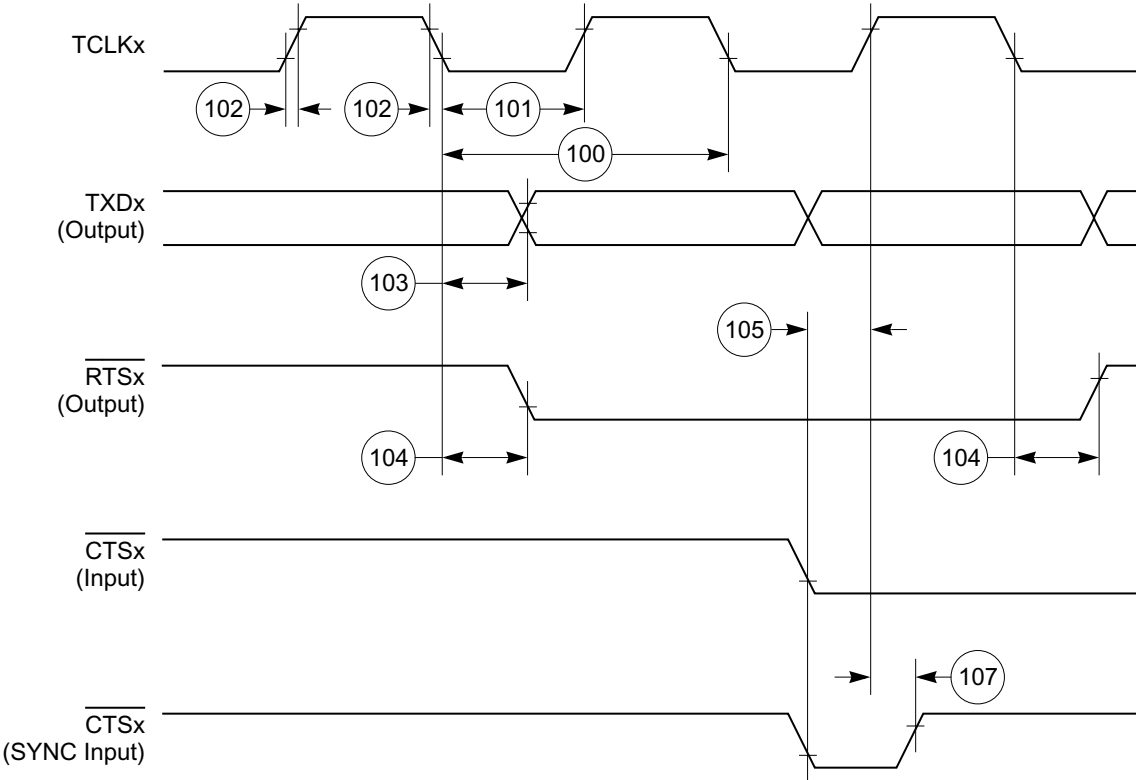 TCLKx
102
102
101
100
TXDx
(Output)
103
105
RTSx
(Output)
104
104
CTSx
(Input)
107
CTSx
(SYNC Input)